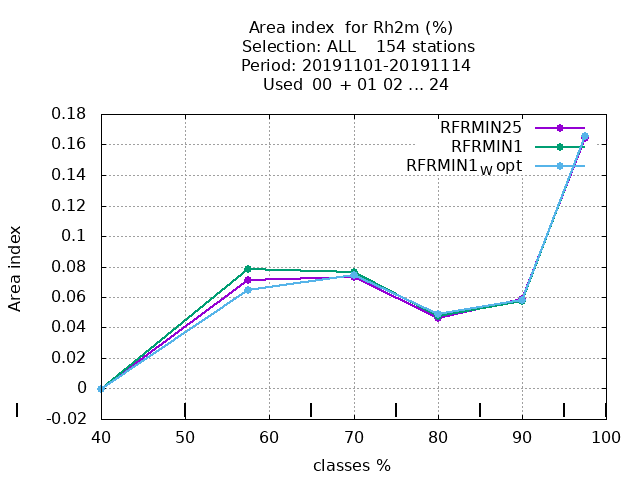 Area index  for Rh2m (%)
Selection: ALL    154 stations
Period: 20191101-20191114
Used  00 + 01 02 ... 24
RFRMIN25
RFRMIN1
RFRMIN1W opt
0.18
0.16
0.14
0.12
0.1
0.08
0.06
0.04
0.02
0
-0.02
Area index
40 50 60 70 80 90 100
classes %